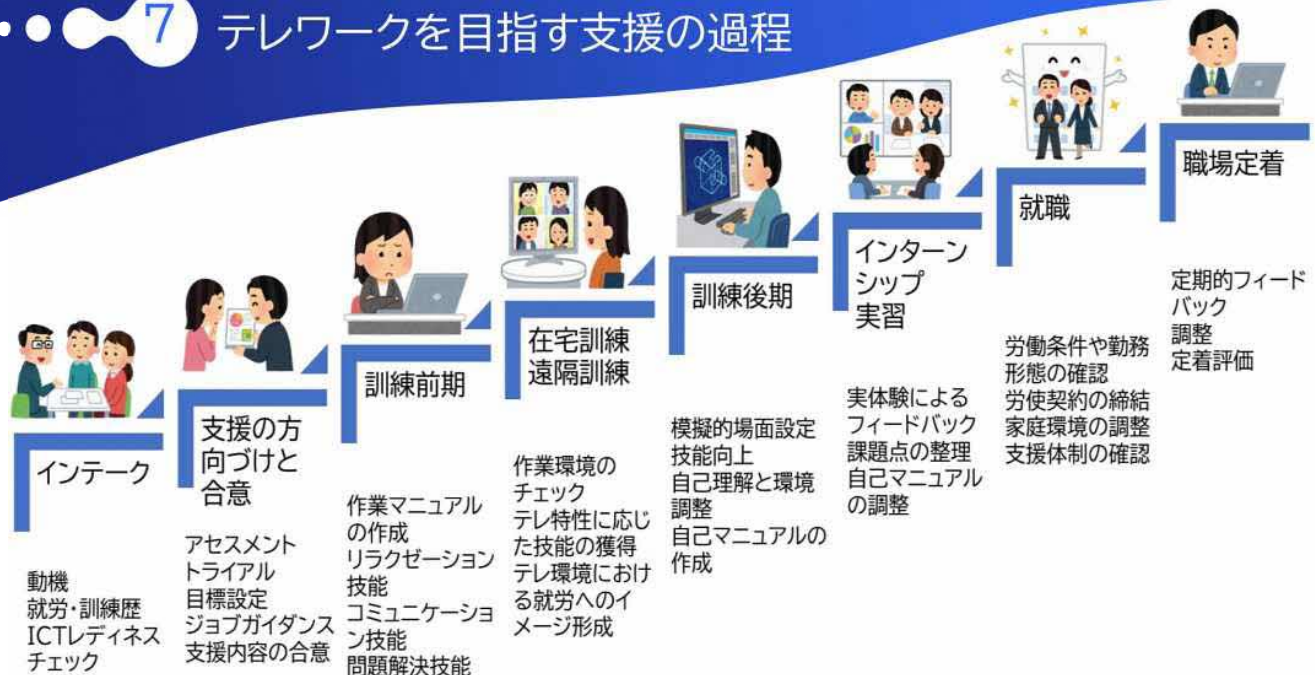 7 テレワークを目指す支援の過程
インテーク
動機
就労・訓練歴
ICTレディネス
チェック
支援の方
向づけと
合意
アセスメント
トライアル
目標設定
ジョブガイダンス
支援内容の合意
訓練前期
作業マニュアル
の作成
リラクゼーション
技能
コミュニケーショ
ン技能
問題解決技能
在宅訓練
遠隔訓練
作業環境の
チェック
テレ特性に応じ
た技能の獲得
テレ環境におけ
る就労へのイ
メージ形成
訓練後期
模擬的場面設定
技能向上
自己理解と環境
調整
自己マニュアルの
作成
インターン
シップ
実習
実体験による
フィードバック
課題点の整理
自己マニュアル
の調整
就職
労働条件や勤務
形態の確認
労使契約の締結
家庭環境の調整
支援体制の確認
職場定着
定期的フィード
バック
調整
定着評価